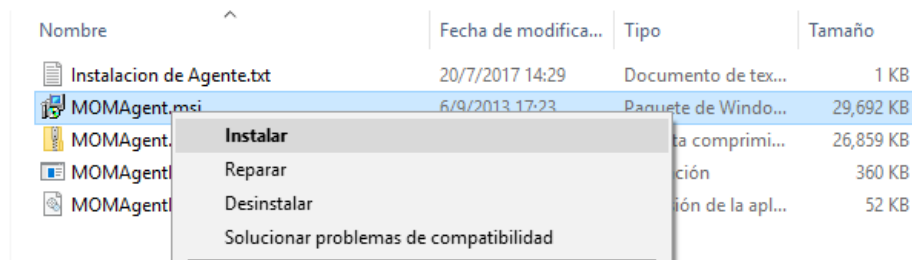 Nombre Fecha de modifica... Tipo Tamaño
Instalacion de Agente.txt 20/7/2017 14:29 Documento de tex... 1 KB
MOMAgent.msi 6/9/2013 17:23 Paquete de Windo... 29,692 KB
MOMAgent. ta comprimi... 26,859 KB
Instalar
MOMAgentI ción 360 KB
Reparar
MOMAgentI ión de la apl... 52 KB
Desinstalar
Solucionar problemas de compatibilidad